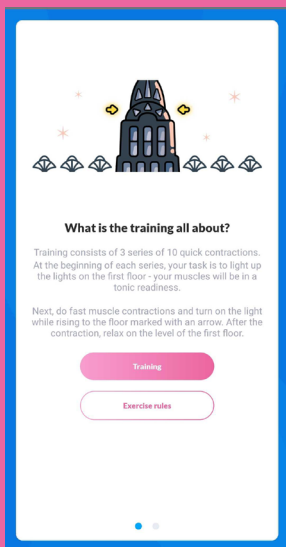 What is the training all about?
Training consists of 3 series of 10 quick contractions.
At the beginning of each series, your task is to light up
the lights on the first floor - your muscles will be in a
tonic readiness.
Next, do fast muscle contractions and turn on the light
while rising to the floor marked with an arrow. After the
contraction, relax on the level of the first floor.
Training
Exercise rules